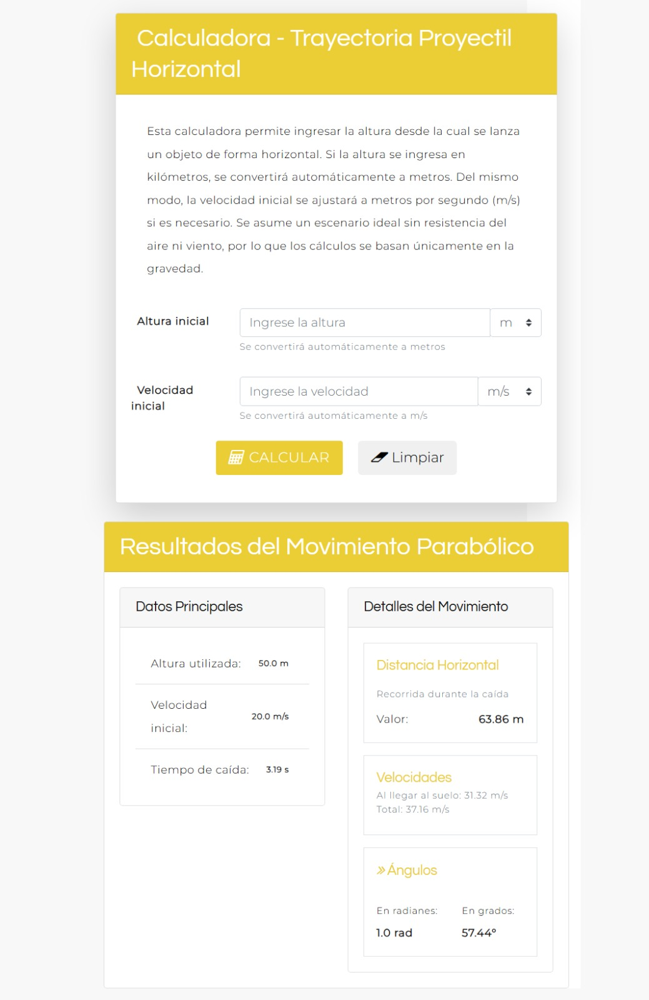 Calculadora - Trayectoria Proyectil
Horizontal
Esta calculadora permite ingresar la altura desde la cual se lanza
un objeto de forma horizontal. Si la altura se ingresa en
kilómetros, se convertirá automáticamente a metros. Del mismo
modo, la velocidad inicial se ajustará a metros por segundo (m/s)
si es necesario. Se asume un escenario ideal sin resistencia del
aire ni viento, por lo que los cálculos se basan únicamente en la
gravedad.
Altura inicial
Ingrese la altura
m
Se convertirá automáticamente a metros
Velocidad
inicial
Ingrese la velocidad
m/s
Se convertirá automáticamente a m/s
CALCULAR
Limpiar
Resultados del Movimiento Parabólico
Datos Principales
Altura utilizada: 50.0 m
Velocidad
inicial:
20.0 m/s
Tiempo de caída: 3.19 s
Detalles del Movimiento
Distancia Horizontal
Recorrida durante la caída
Valor: 63.86 m
Velocidades
Al llegar al suelo: 31.32 m/s
Total: 37.16 m/s
Ángulos
En radianes: En grados:
1.0 rad 57.44°